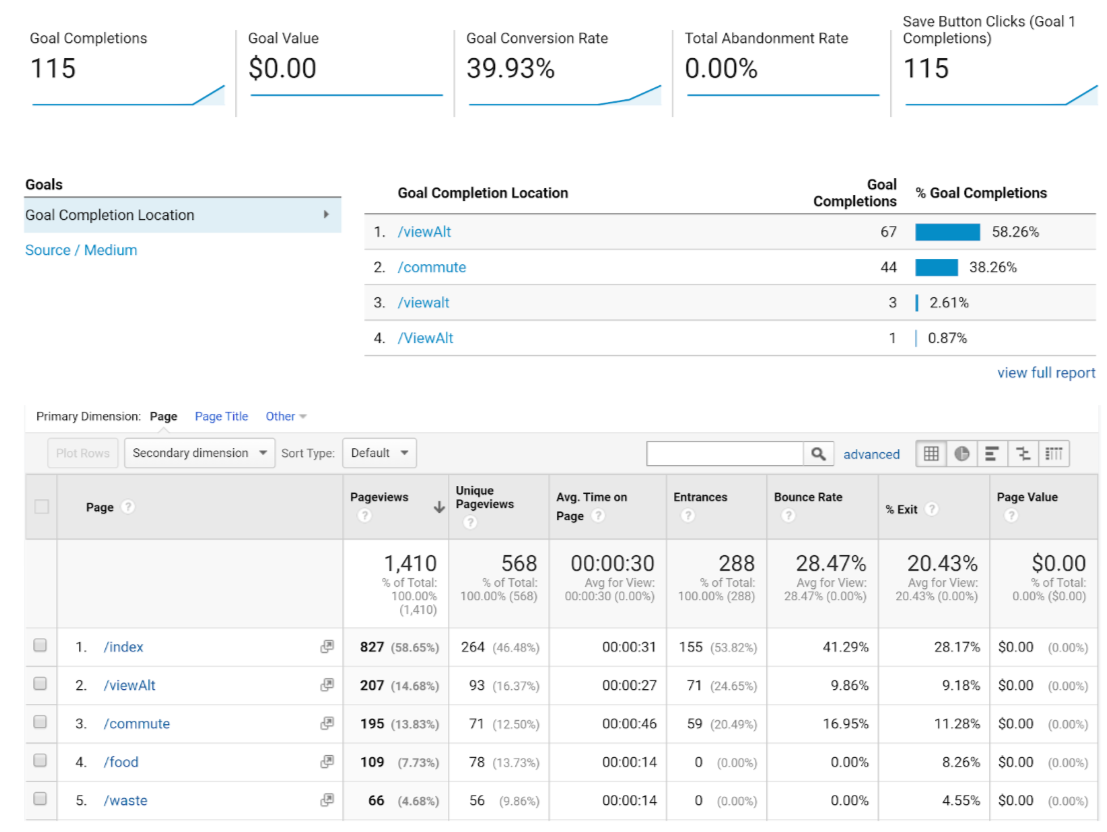 Goal Completions
115
Goal Value
$0.00
Goal Conversion Rate
39.93%
Total Abandonment Rate
0.00%
Save Button Clicks (Goal 1
Completions)
115
Goals
Goal Completion Location
Source / Medium
Goal Completion Location Goal
Completions % Goal Completions
1. /viewAlt 67 58.26%
2. /commute 44 38.26%
3. /viewalt 3 2.61%
4. /ViewAlt 1 0.87%
view full report
Primary Dimension: Page Page Title Other
Plot Rows Secondary dimension Sort Type: Default advanced
Page ? Pageviews ? Unique Pageviews ? Avg. Time on Page ? Entrances ? Bounce Rate ? % Exit ? Page Value ?
1,410
% of Total:
100.00%
(1,410)
568
% of Total:
100.00% (568)
00:00:30
Avg for View:
00:00:30 (0.00%)
288
% of Total:
100.00% (288)
28.47%
Avg for View:
28.47% (0.00%)
20.43%
Avg for View:
20.43% (0.00%)
$0.00
% of Total:
0.00% ($0.00)
1. /index 827 (58.65%) 264 (46.48%) 00:00:31 155 (53.82%) 41.29% 28.17% $0.00 (0.00%)
2. /viewAlt 207 (14.68%) 93 (16.37%) 00:00:27 71 (24.65%) 9.86% 9.18% $0.00 (0.00%)
3. /commute 195 (13.83%) 71 (12.50%) 00:00:46 59 (20.49%) 16.95% 11.28% $0.00 (0.00%)
4. /food 109 (7.73%) 78 (13.73%) 00:00:14 0 (0.00%) 0.00% 8.26% $0.00 (0.00%)
5. /waste 66 (4.68%) 56 (9.86%) 00:00:14 0 (0.00%) 0.00% 4.55% $0.00 (0.00%)